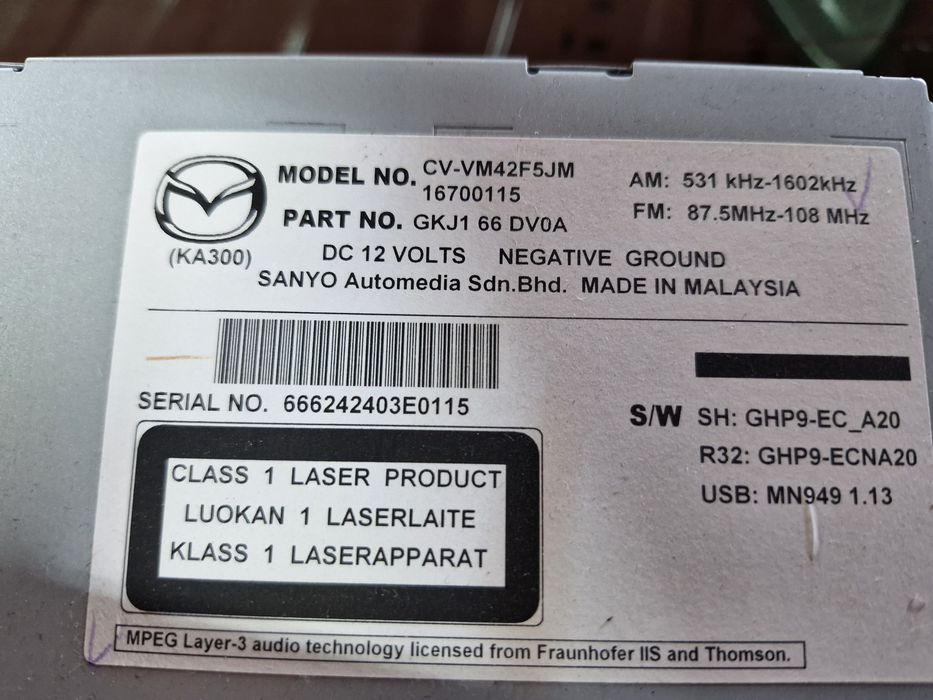 MODEL NO. CV-VM42F5JM
16700115
PART NO. GKJ1 66 DV0A
AM: 531 kHz-1602kHz
FM: 87.5MHz-108 MHz
(KA300)
DC 12 VOLTS NEGATIVE GROUND
SANYO Automedia Sdn.Bhd. MADE IN MALAYSIA
SERIAL NO. 666242403E0115
S/W SH: GHP9-EC_A20
R32: GHP9-ECNA20
USB: MN949 1.13
CLASS 1 LASER PRODUCT
LUOKAN 1 LASERLAITE
KLASS 1 LASERAPPARAT
MPEG Layer-3 audio technology licensed from Fraunhofer IIS and Thomson.